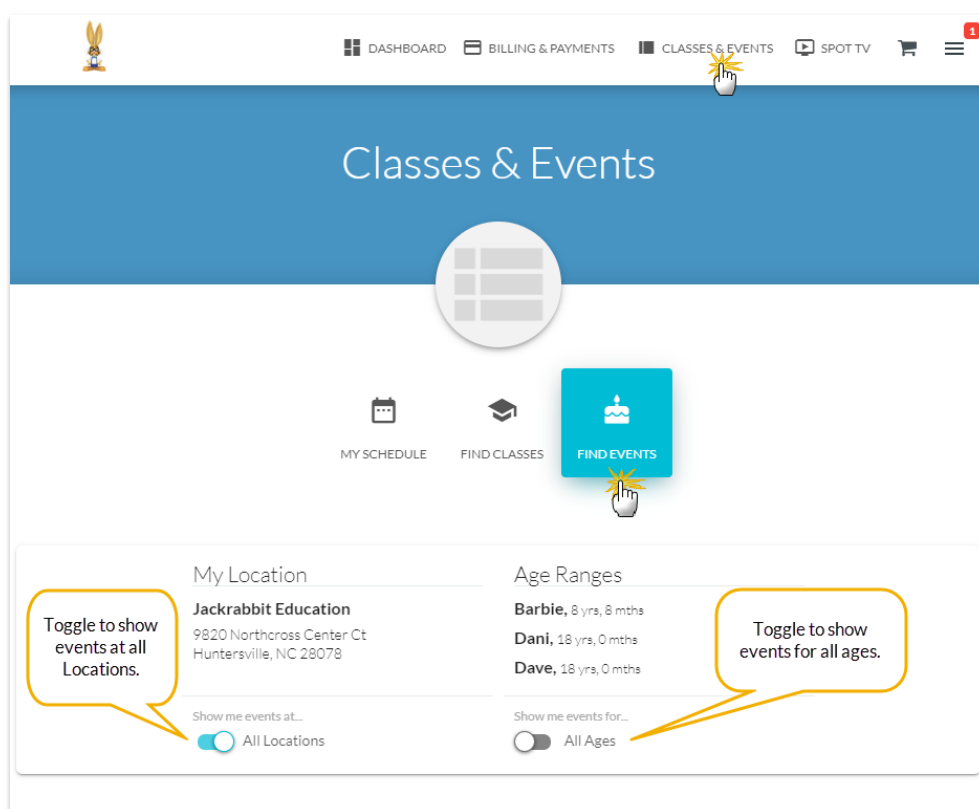 1
DASHBOARD BILLING & PAYMENTS CLASSES & EVENTS SPOT TV
Classes & Events
MY SCHEDULE FIND CLASSES FIND EVENTS
My Location
Jackrabbit Education
9820 Northcross Center Ct
Huntersville, NC 28078
Show me events at...
All Locations
Age Ranges
Barbie, 8 yrs, 8 mths
Dani, 18 yrs, 0 mths
Dave, 18 yrs, 0 mths
Show me events for...
All Ages
Toggle to show
events at all
Locations.
Toggle to show
events for all ages.